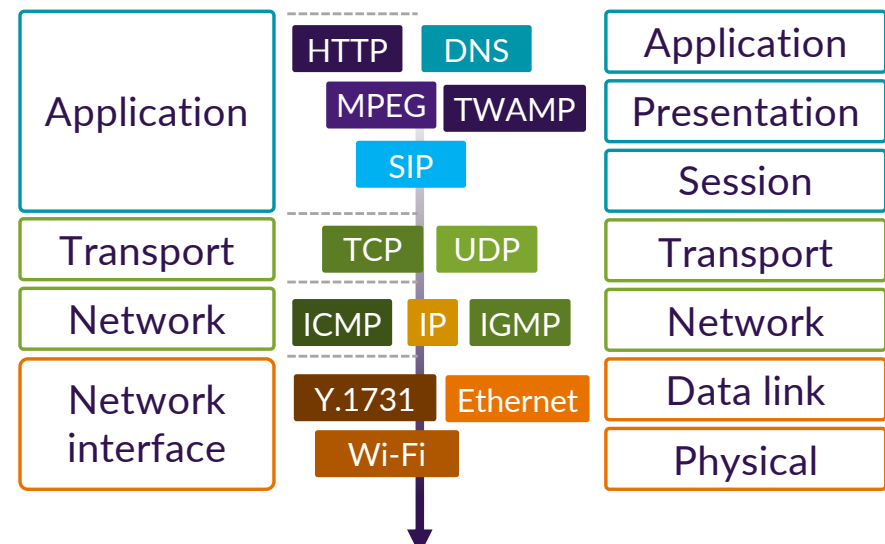 Application
Transport
Network
Network
interface
HTTP
DNS
MPEG
TWAMP
SIP
TCP
UDP
ICMP
IP
IGMP
Y.1731
Ethernet
Wi-Fi
Application
Presentation
Session
Transport
Network
Data link
Physical